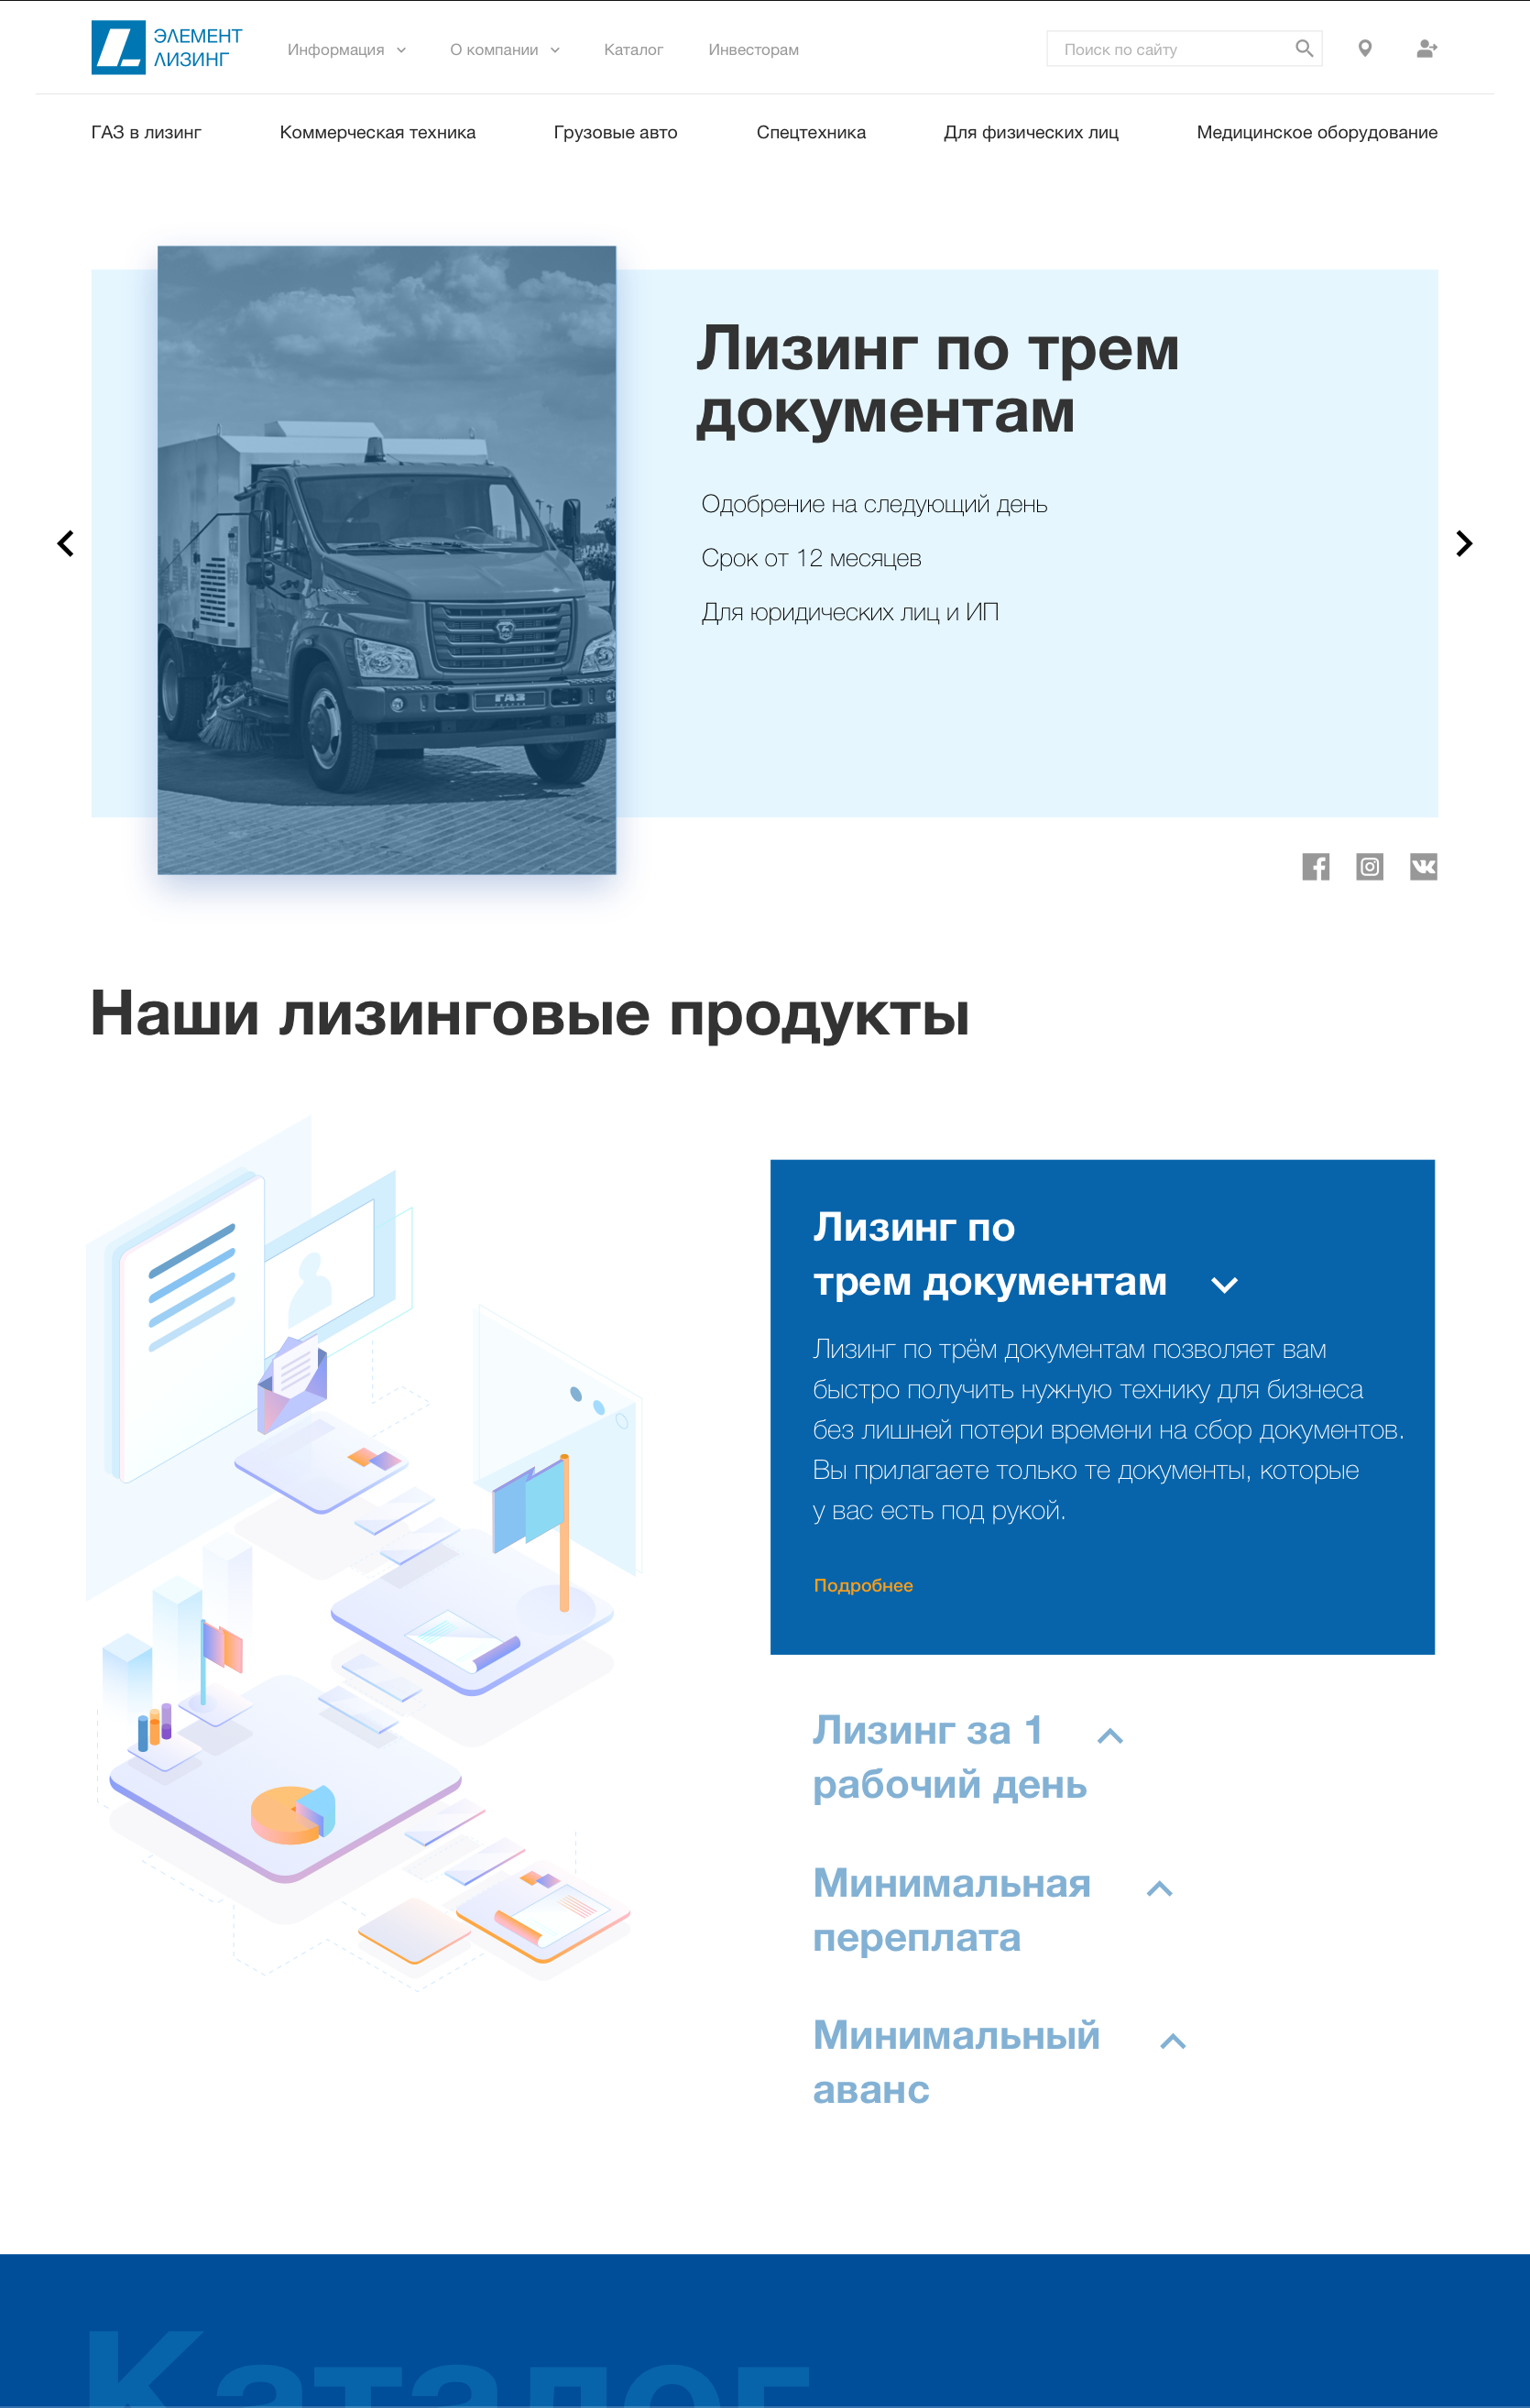 ЭЛЕМЕНТ
ЛИЗИНГ
Информация
О компании
Каталог
Инвесторам
Поиск по сайту
ГАЗ в лизинг
Коммерческая техника
Грузовые авто
Спецтехника
Для физических лиц
Медицинское оборудование
Лизинг по трем
документам
Одобрение на следующий день
Срок от 12 месяцев
Для юридических лиц и ИП
ГАЗ
Наши лизинговые продукты
Лизинг по
трем документам
Лизинг по трём документам позволяет вам
быстро получить нужную технику для бизнеса
без лишней потери времени на сбор документов.
Вы прилагаете только те документы, которые
у вас есть под рукой.
Подробнее
Лизинг за 1
рабочий день
Минимальная
переплата
Минимальный
аванс
Каталог